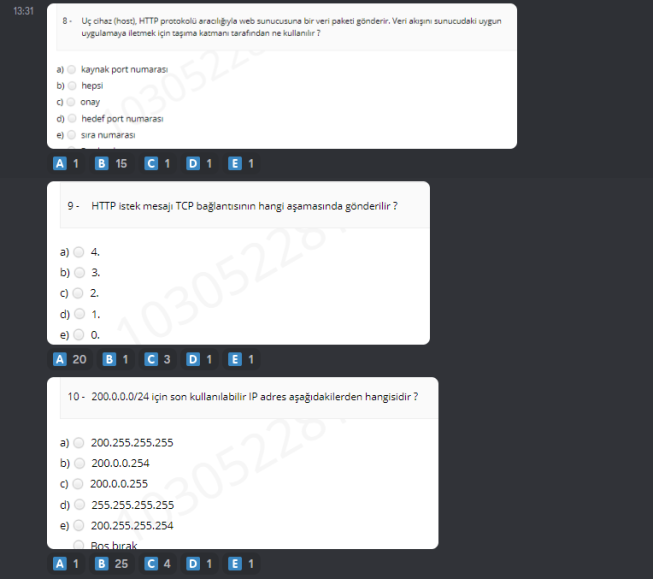 13:31
8 - Uç cihaz (host), HTTP protokolü aracılığıyla web sunucusuna bir veri paketi gönderir. Veri akışını sunucudaki uygun
uygulamaya iletmek için taşıma katmanı tarafından ne kullanılır ?
a) kaynak port numarası
b) hepsi
c) onay
d) hedef port numarası
e) sıra numarası
A 1 B 15 C 1 D 1 E 1
9 - HTTP istek mesajı TCP bağlantısının hangi aşamasında gönderilir ?
a) 4.
b) 3.
c) 2.
d) 1.
e) 0.
A 20 B 1 C 3 D 1 E 1
10 - 200.0.0.0/24 için son kullanılabilir IP adres aşağıdakilerden hangisidir ?
a) 200.255.255.255
b) 200.0.0.254
c) 200.0.0.255
d) 255.255.255.255
e) 200.255.255.254
Boş bırak
A 1 B 25 C 4 D 1 E 1